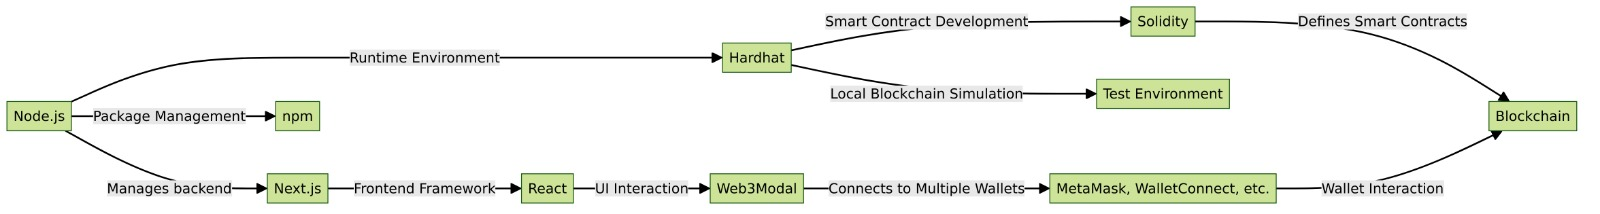 Smart Contract Development
Solidity
Defines Smart Contracts
Runtime Environment
Hardhat
Local Blockchain Simulation
Test Environment
Node.js
Package Management
npm
Blockchain
Manages backend
Next.js
Frontend Framework
React
UI Interaction
Web3Modal
Connects to Multiple Wallets
MetaMask, WalletConnect, etc.
Wallet Interaction